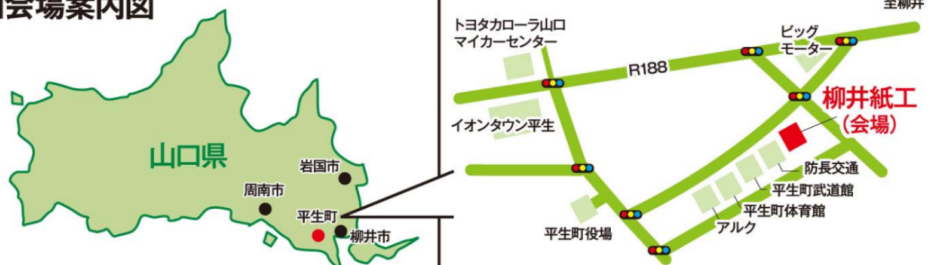 会場案内図
山口県
岩国市
周南市
平生町
柳井市
トヨタカローラ山口
マイカーセンター
R188
ビッグ
モーター
至柳井
イオンタウン平生
柳井紙工
(会場)
防長交通
平生町武道館
平生町体育館
アルク
平生町役場